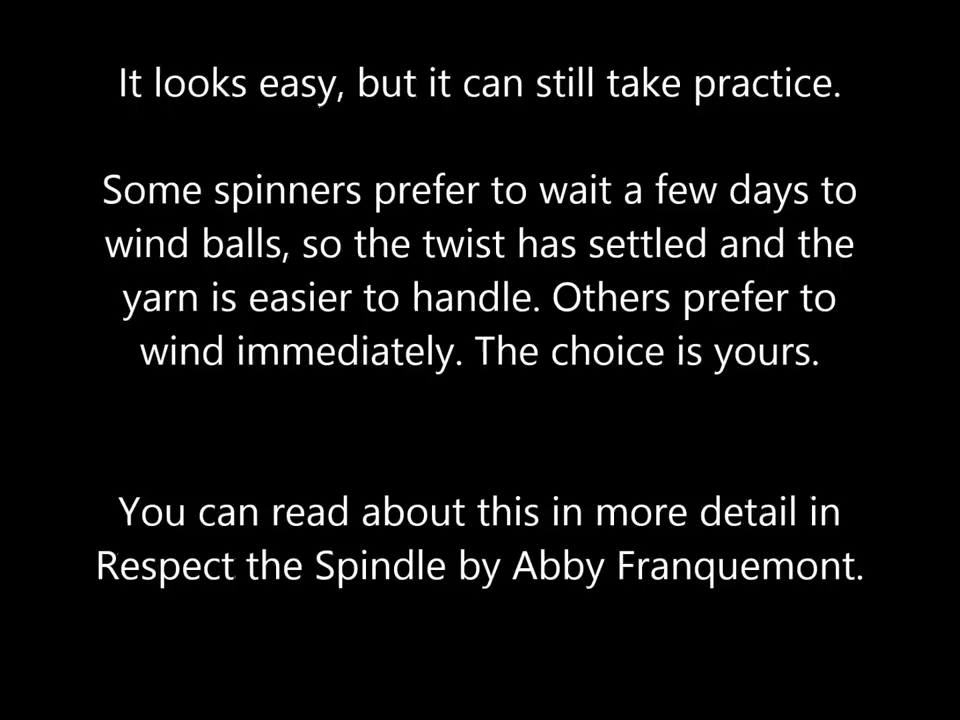 It looks easy, but it can still take practice.
Some spinners prefer to wait a few days to
wind balls, so the twist has settled and the
yarn is easier to handle. Others prefer to
wind immediately. The choice is yours.
You can read about this in more detail in
Respect the Spindle by Abby Franquemont.